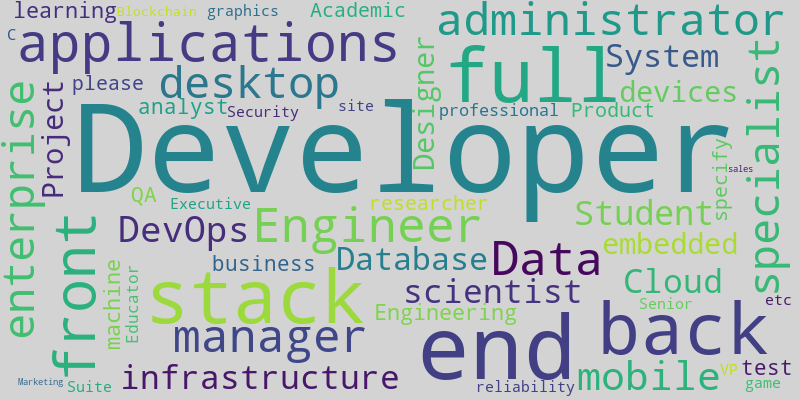 learning
Blockchain
graphics
Academic
administrator
C
applications
full
System
desktop
please
Project
Designer
devices
specialist
analyst
Security
site
professional
Product
enterprise
Developer
specify
sales
QA
Executive
researcher
Student
front
DevOps
Engineer
embedded
business
Database
Data
machine
Educator
stack
scientist
Cloud
Senior
etc
manager
Engineering
end
back
infrastructure
reliability
mobile
VP
test
game
Marketing
Suite